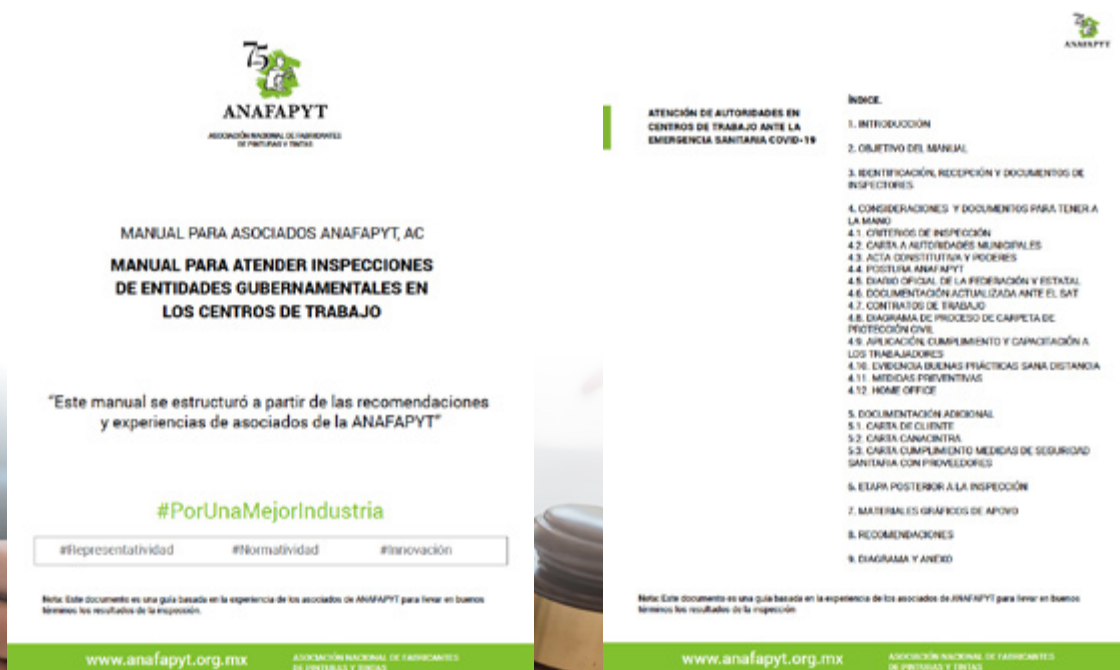 75
ANAFAPYT
ASOCIACIÓN NACIONAL DE FABRICANTES
DE PINTURAS Y TINTAS
MANUAL PARA ASOCIADOS ANAFAPYT, AC
MANUAL PARA ATENDER INSPECCIONES
DE ENTIDADES GUBERNAMENTALES EN
LOS CENTROS DE TRABAJO
“Este manual se estructuró a partir de las recomendaciones
y experiencias de asociados de la ANAFAPYT”
#PorUnaMejorIndustria
#Representatividad #Normatividad #Innovación
Nota: Este documento es una guía basada en la experiencia de los asociados de ANAFAPYT para llevar en buenos
términos los resultados de la inspección.
www.anafapyt.org.mx
ASOCIACIÓN NACIONAL DE FABRICANTES
DE PINTURAS Y TINTAS
75
ANAFAPYT
ATENCIÓN DE AUTORIDADES EN
CENTROS DE TRABAJO ANTE LA
EMERGENCIA SANITARIA COVID-19
ÍNDICE.
1. INTRODUCCIÓN
2. OBJETIVO DEL MANUAL
3. IDENTIFICACIÓN, RECEPCIÓN Y DOCUMENTOS DE
INSPECTORES
4. CONSIDERACIONES Y DOCUMENTOS PARA TENER A
LA MANO
4.1. CRITERIOS DE INSPECCIÓN
4.2. CARTA A AUTORIDADES MUNICIPALES
4.3. ACTA CONSTITUTIVA Y PODERES
4.4. POSTURA ANAFAPYT
4.5. DIARIO OFICIAL DE LA FEDERACIÓN Y ESTATAL
4.6. DOCUMENTACIÓN ACTUALIZADA ANTE EL SAT
4.7. CONTRATOS DE TRABAJO
4.8. DIAGRAMA DE PROCESO DE CARPETA DE
PROTECCIÓN CIVIL
4.9. APLICACIÓN, CUMPLIMIENTO Y CAPACITACIÓN A
LOS TRABAJADORES
4.10. EVIDENCIA BUENAS PRÁCTICAS SANA DISTANCIA
4.11. MEDIDAS PREVENTIVAS
4.12. HOME OFFICE
5. DOCUMENTACIÓN ADICIONAL
5.1. CARTA DE CLIENTE
5.2. CARTA CANACINTRA
5.3. CARTA CUMPLIMIENTO MEDIDAS DE SEGURIDAD
SANITARIA CON PROVEEDORES
6. ETAPA POSTERIOR A LA INSPECCIÓN
7. MATERIALES GRÁFICOS DE APOYO
8. RECOMENDACIONES
9. DIAGRAMA Y ANEXO
Nota: Este documento es una guía basada en la experiencia de los asociados de ANAFAPYT para llevar en buenos
términos los resultados de la inspección
www.anafapyt.org.mx
ASOCIACIÓN NACIONAL DE FABRICANTES
DE PINTURAS Y TINTAS